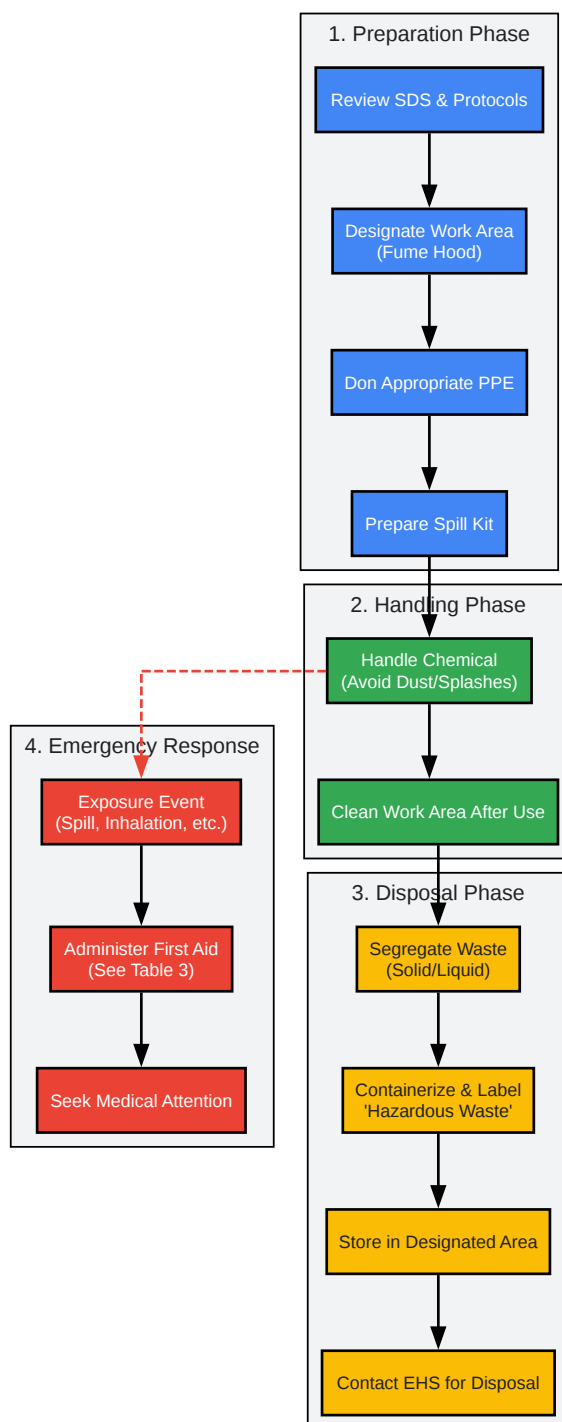 1. Preparation Phase
Review SDS & Protocols
Designate Work Area
(Fume Hood)
Don Appropriate PPE
Prepare Spill Kit
2. Handling Phase
Handle Chemical
(Avoid Dust/Splashes)
Clean Work Area After Use
4. Emergency Response
Exposure Event
(Spill, Inhalation, etc.)
Administer First Aid
(See Table 3)
Seek Medical Attention
3. Disposal Phase
Segregate Waste
(Solid/Liquid)
Containerize & Label
'Hazardous Waste'
Store in Designated Area
Contact EHS for Disposal